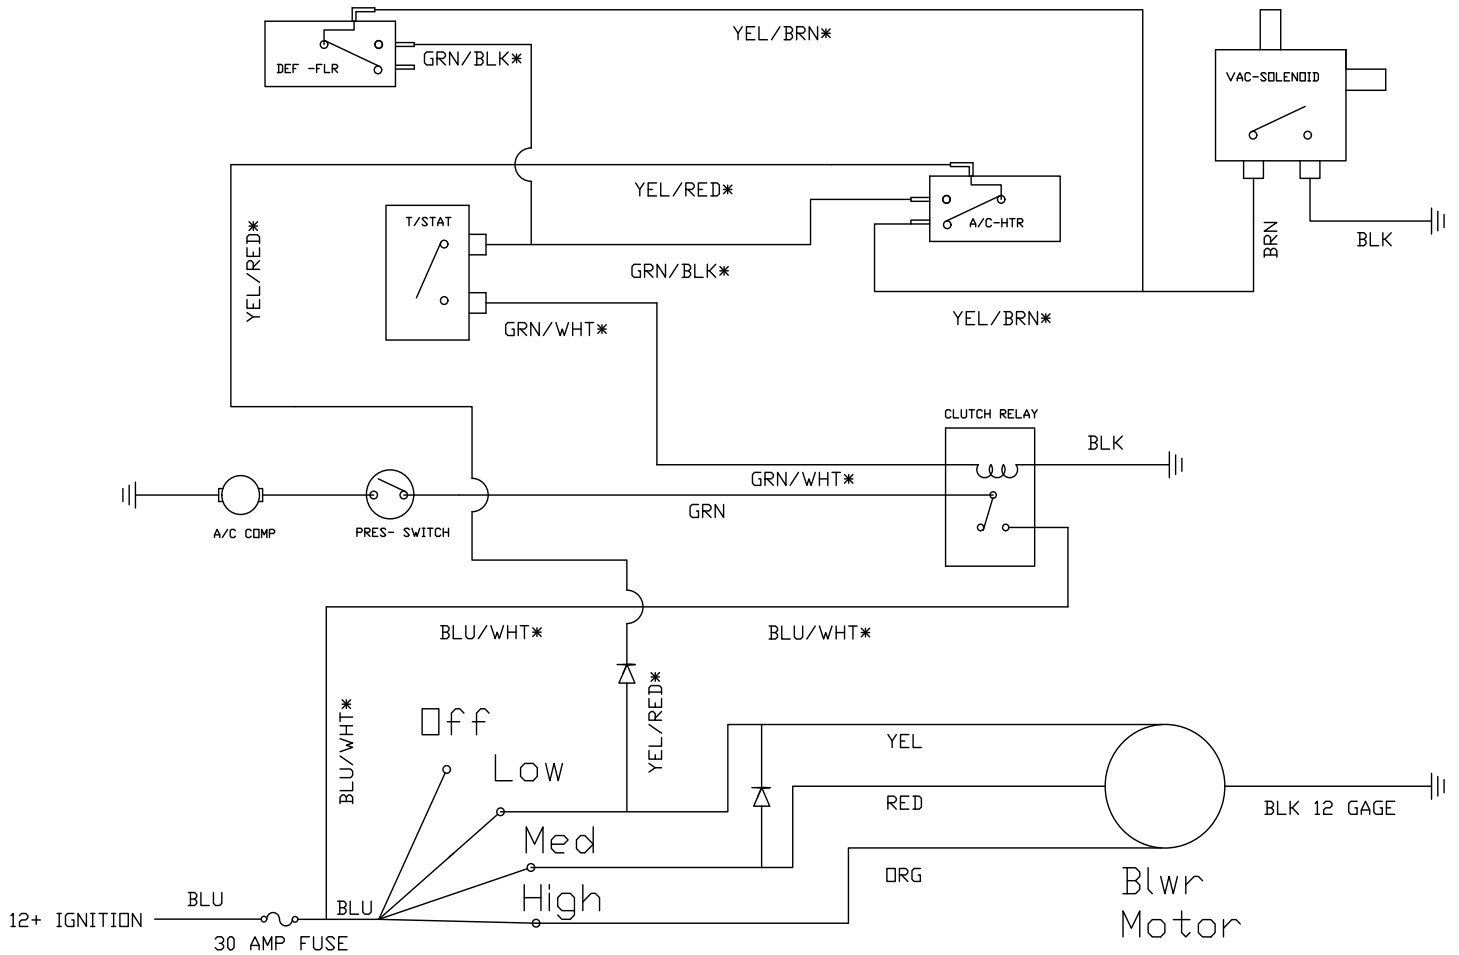 YEL/BRN*
GRN/BLK*
DEF -FLR
VAC-SOLENOID
YEL/RED*
T/STAT
A/C-HTR
YEL/RED*
BRN
BLK
GRN/BLK*
YEL/BRN*
GRN/WHT*
CLUTCH RELAY
BLK
GRN/WHT*
GRN
A/C COMP
PRES- SWITCH
BLU/WHT*
BLU/WHT*
BLU/WHT*
Off
YEL/RED*
Low
YEL
Med
RED
BLK 12 GAGE
High
ORG
Blwr
Motor
BLU
BLU
12+ IGNITION
30 AMP FUSE